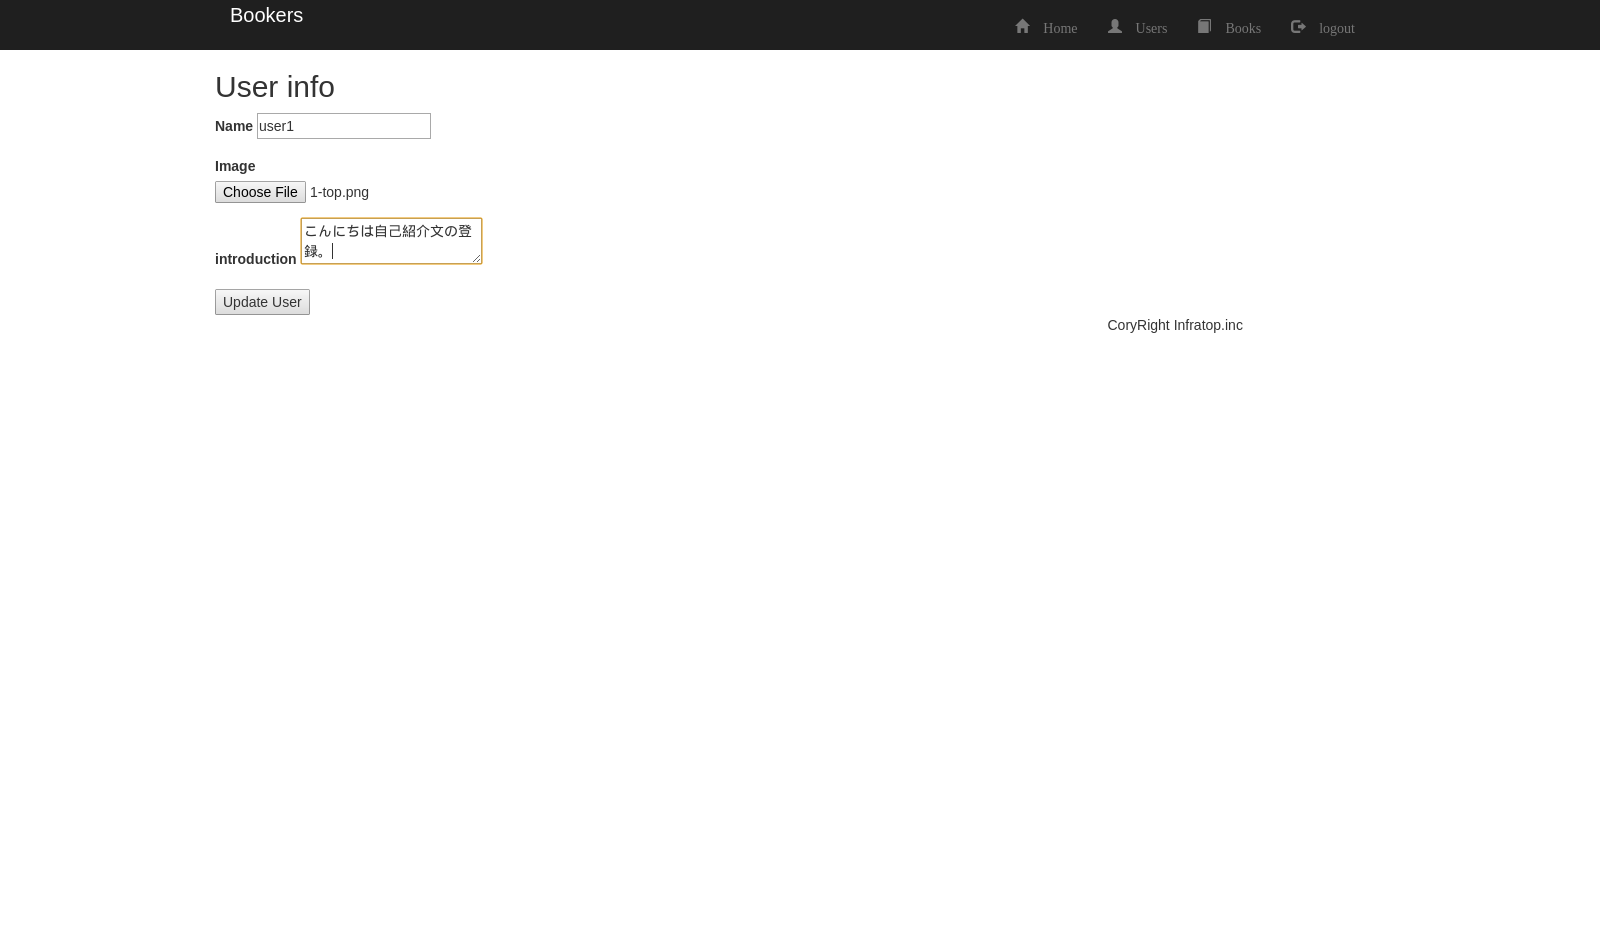 Bookers
Home Users Books logout
User info
Name user1
Image
Choose File 1-top.png
introduction こんにちは自己紹介文の登
録。
Update User
CoryRight Infratop.inc